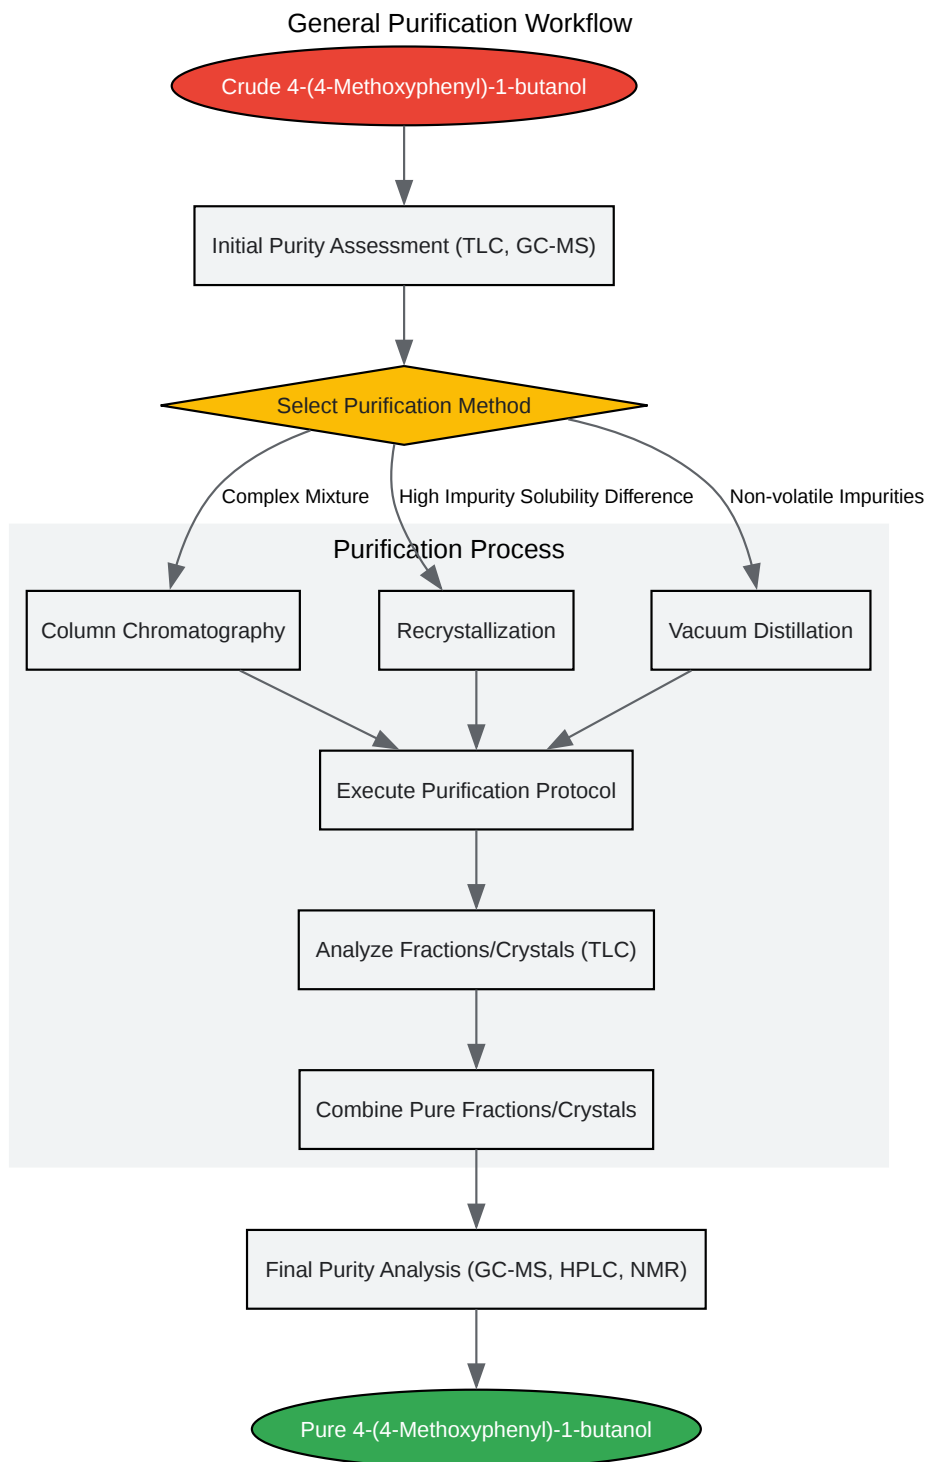 General Purification Workflow
Crude 4-(4-Methoxyphenyl)-1-butanol
Initial Purity Assessment (TLC, GC-MS)
Select Purification Method
Complex Mixture
High Impurity Solubility Difference
Non-volatile Impurities
Purification Process
Column Chromatography
Recrystallization
Vacuum Distillation
Execute Purification Protocol
Analyze Fractions/Crystals (TLC)
Combine Pure Fractions/Crystals
Final Purity Analysis (GC-MS, HPLC, NMR)
Pure 4-(4-Methoxyphenyl)-1-butanol